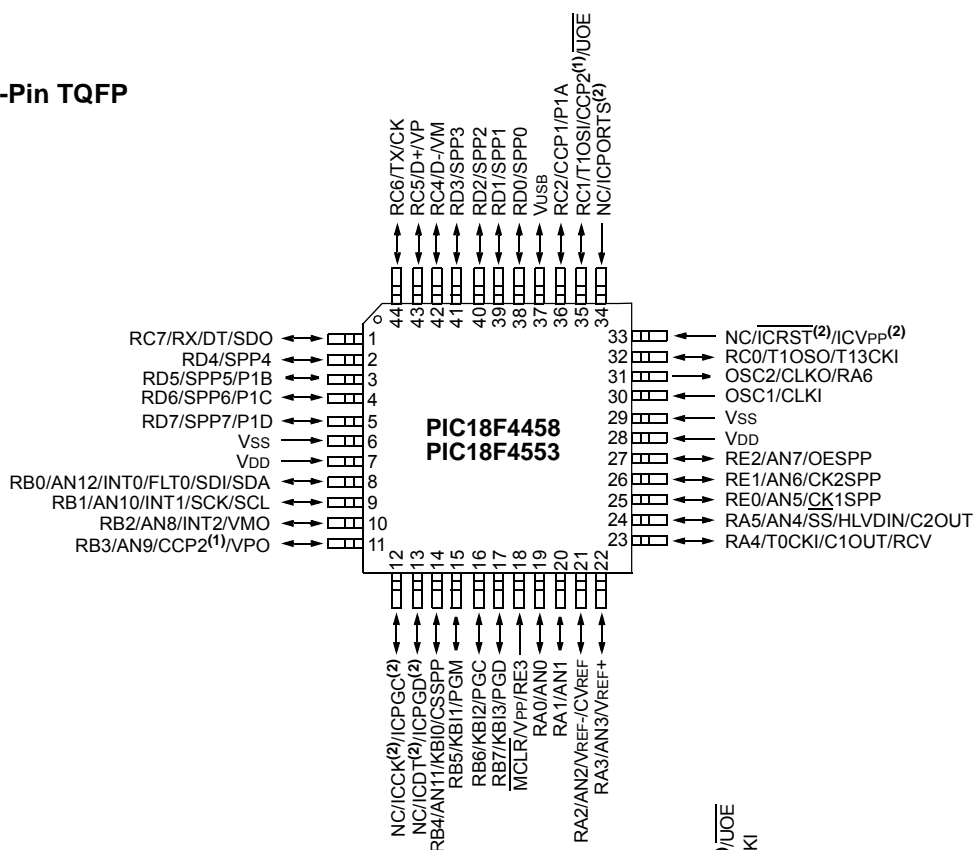 -Pin TQFP
RC6/TX/CK
RC5/D+/VP
RC4/D-/VM
RD3/SPP3
RD2/SPP2
RD1/SPP1
RD0/SPP0
VUSB
RC2/CCP1/P1A
RC1/T1OSI/CCP2(1)/UOE
NC/ICPORTS(2)
44
43
42
41
40
39
38
37
36
35
34
RC7/RX/DT/SDO
RD4/SPP4
RD5/SPP5/P1B
RD6/SPP6/P1C
RD7/SPP7/P1D
VSS
VDD
RB0/AN12/INT0/FLT0/SDI/SDA
RB1/AN10/INT1/SCK/SCL
RB2/AN8/INT2/VMO
RB3/AN9/CCP2(1)/VPO
1
2
3
4
5
6
7
8
9
10
11
PIC18F4458
PIC18F4553
33
32
31
30
29
28
27
26
25
24
23
NC/ICRST(2)/ICVPP(2)
RC0/T1OSO/T13CKI
OSC2/CLKO/RA6
OSC1/CLKI
VSS
VDD
RE2/AN7/OESPP
RE1/AN6/CK2SPP
RE0/AN5/CK1SPP
RA5/AN4/SS/HLVDIN/C2OUT
RA4/T0CKI/C1OUT/RCV
12
13
14
15
16
17
18
19
20
21
22
NC/ICCK(2)/ICPGC(2)
NC/ICDT(2)/ICPGD(2)
RB4/AN11/KBI0/CSSPP
RB5/KBI1/PGM
RB6/KBI2/PGC
RB7/KBI3/PGD
MCLR/VPP/RE3
RA0/AN0
RA1/AN1
RA2/AN2/VREF-/CVREF
RA3/AN3/VREF+
/UOE
KI